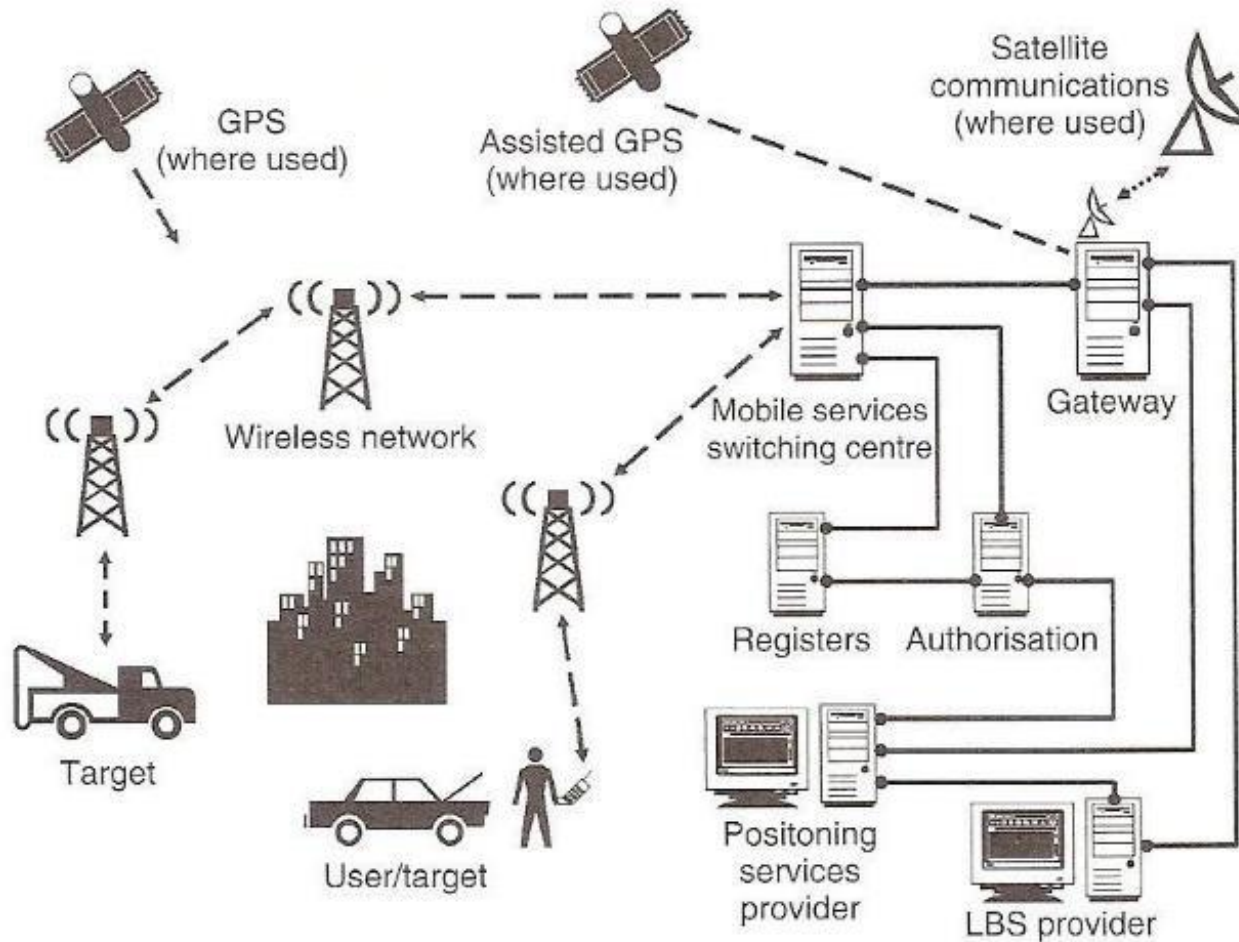 GPS
(where used)
Assisted GPS
(where used)
Satellite
communications
(where used)
Wireless network
Mobile services
switching centre
Gateway
Registers
Authorisation
Target
User/target
Positoning
services
provider
LBS provider